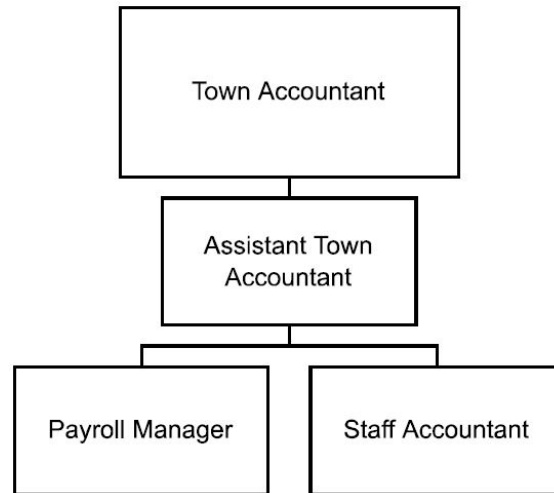 Town Accountant
Assistant Town
Accountant
Payroll Manager
Staff Accountant